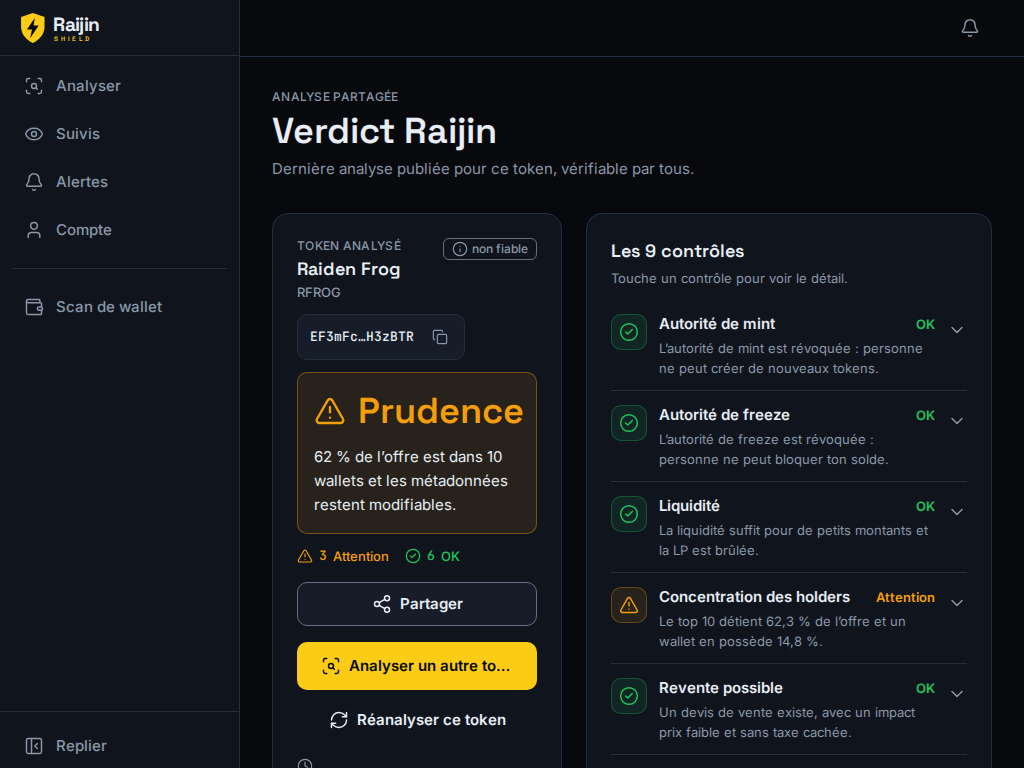 Raijin
SHIELD
Analyser
Suivis
Alertes
Compte
Scan de wallet
Replier
ANALYSE PARTAGÉE
Verdict Raijin
Dernière analyse publiée pour ce token, vérifiable par tous.
TOKEN ANALYSÉ
non fiable
Raiden Frog
RFROG
EF3mFc…H3zBTR
Prudence
62 % de l’offre est dans 10
wallets et les métadonnées
restent modifiables.
3 Attention 6 OK
Partager
Analyser un autre to…
Réanalyser ce token
Les 9 contrôles
Touche un contrôle pour voir le détail.
Autorité de mint OK
L’autorité de mint est révoquée : personne
ne peut créer de nouveaux tokens.
Autorité de freeze OK
L’autorité de freeze est révoquée :
personne ne peut bloquer ton solde.
Liquidité OK
La liquidité suffit pour de petits montants et
la LP est brûlée.
Concentration des holders Attention
Le top 10 détient 62,3 % de l’offre et un
wallet en possède 14,8 %.
Revente possible OK
Un devis de vente existe, avec un impact
prix faible et sans taxe cachée.